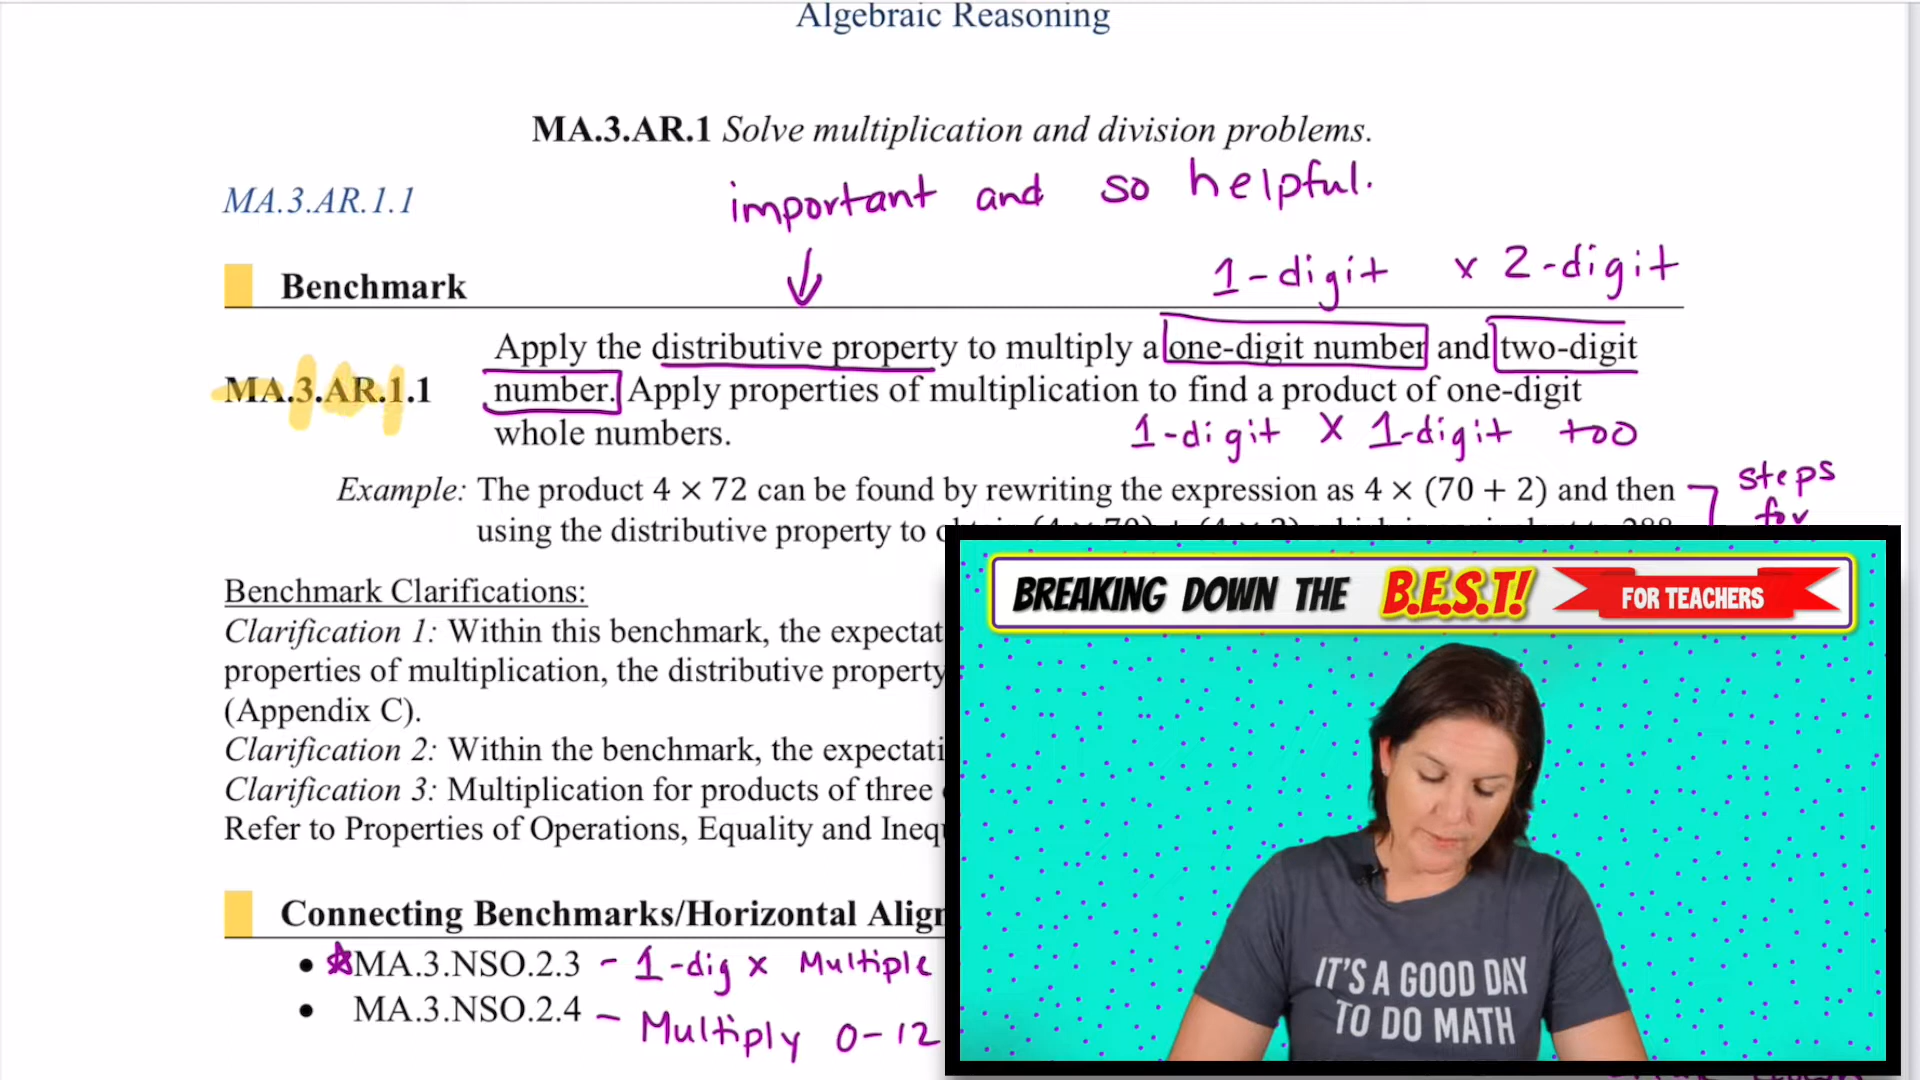 Algebraic Reasoning
MA.3.AR.1 Solve multiplication and division problems.
important and so helpful.
MA.3.AR.1.1
1-digit x 2-digit
Benchmark
Apply the distributive property to multiply a one-digit number and two-digit
MA.3.AR.1.1 number. Apply properties of multiplication to find a product of one-digit
whole numbers.
1-digit X 1-digit too
Example: The product 4 × 72 can be found by rewriting the expression as 4 × (70 + 2) and then
steps
for
using the distributive property to
Benchmark Clarifications:
Clarification 1: Within this benchmark, the
properties of multiplication, the distributive property
(Appendix C).
Clarification 2: Within the benchmark, the
Clarification 3: Multiplication for products of three
Refer to Properties of Operations, Equality and
Connecting Benchmarks/Horizontal
• MA.3.NSO.2.3 - 1-dig x Multiple
• MA.3.NSO.2.4 - Multiply 0-12
BREAKING DOWN THE B.E.S.T! FOR TEACHERS
IT'S A GOOD DAY
TO DO MATH